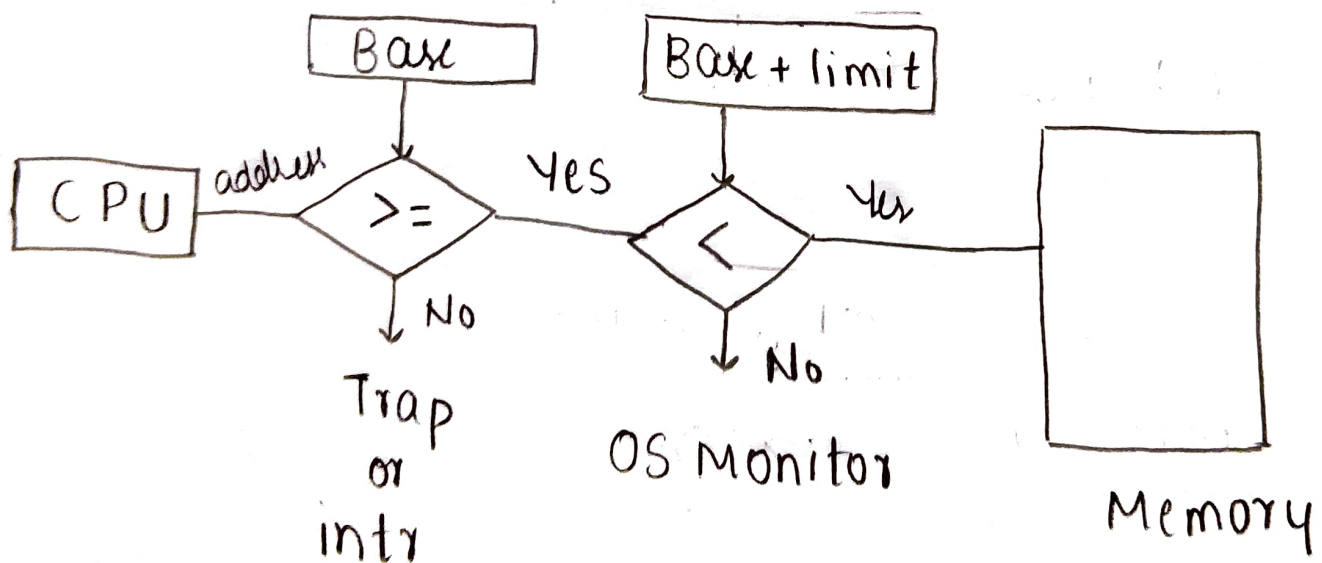 Base
Base + limit
CPU
address
>=
Yes
<
Yes
No
No
Trap
or
intr
OS Monitor
Memory